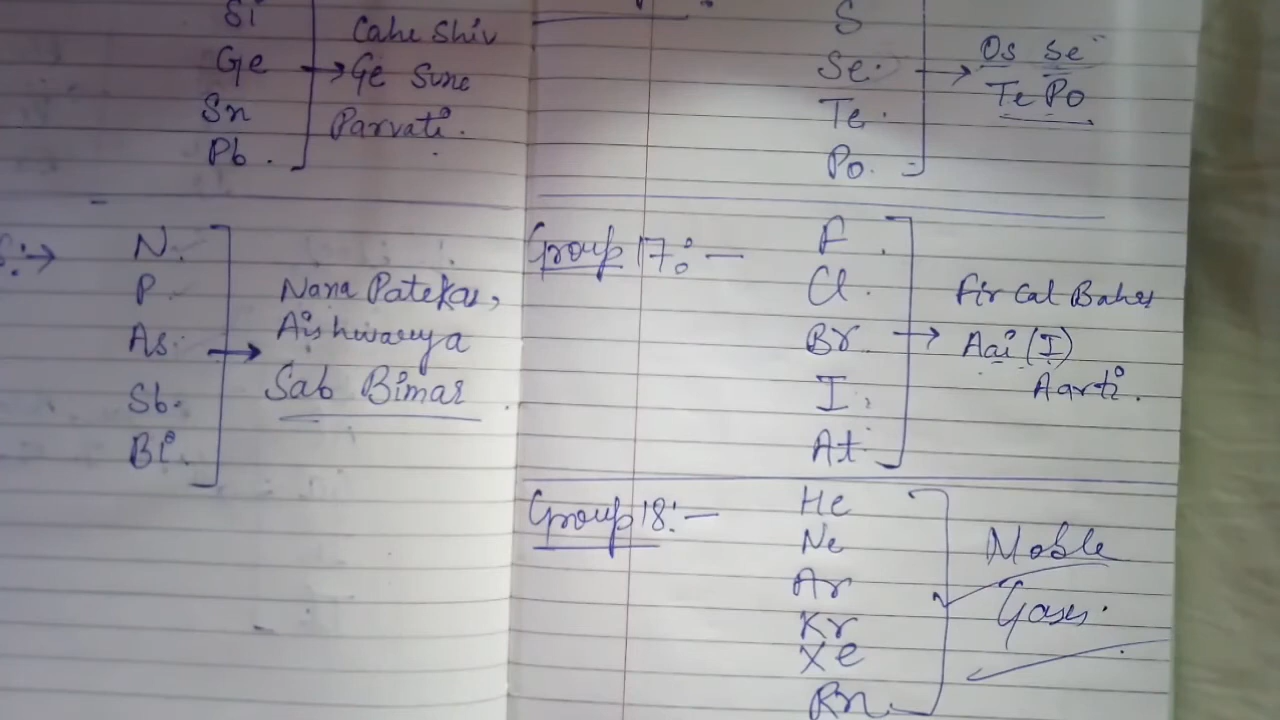 Si
Ge
Sn
Pb.
Cahe Shiv
Ge Sune
Parvati.
N.
P.
As.
Sb.
Bi.
Nana Patekar,
Aishwarya
Sab Bimar
S
Se.
Te.
Po.
Os Se
Te Po
Group 17:-
F.
Cl.
Br.
I.
At.
Fir Cal Baher
Aai (I)
Aarti.
Group 18:-
He
Ne
Ar
Kr
Xe
Rn
Noble
Gases.